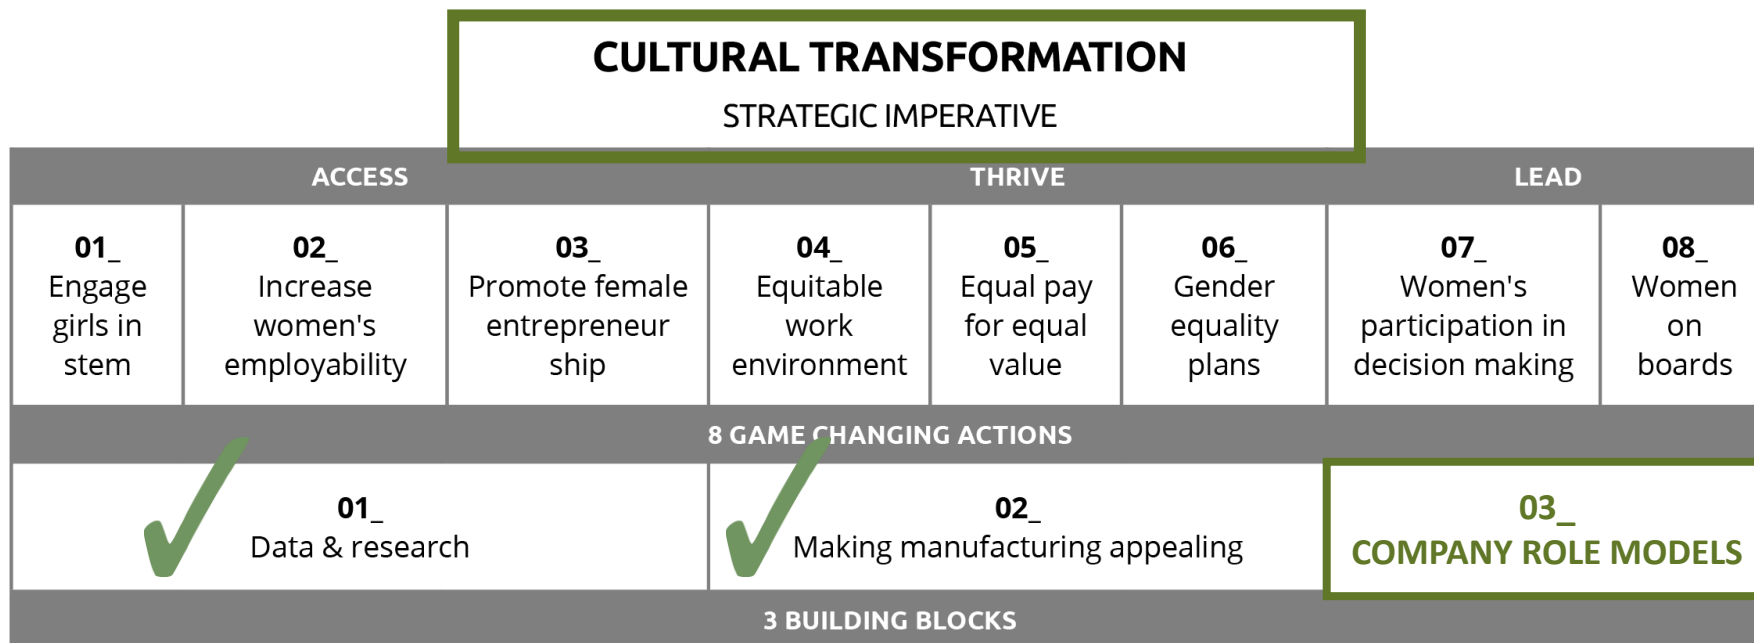 CULTURAL TRANSFORMATION
STRATEGIC IMPERATIVE
ACCESS
THRIVE
LEAD
01_
Engage
girls in
stem
02_
Increase
women's
employability
03_
Promote female
entrepreneur
ship
04_
Equitable
work
environment
05_
Equal pay
for equal
value
06_
Gender
equality
plans
07_
Women's
participation in
decision making
08_
Women
on
boards
8 GAME CHANGING ACTIONS
01_
Data & research
02_
Making manufacturing appealing
03_
COMPANY ROLE MODELS
3 BUILDING BLOCKS